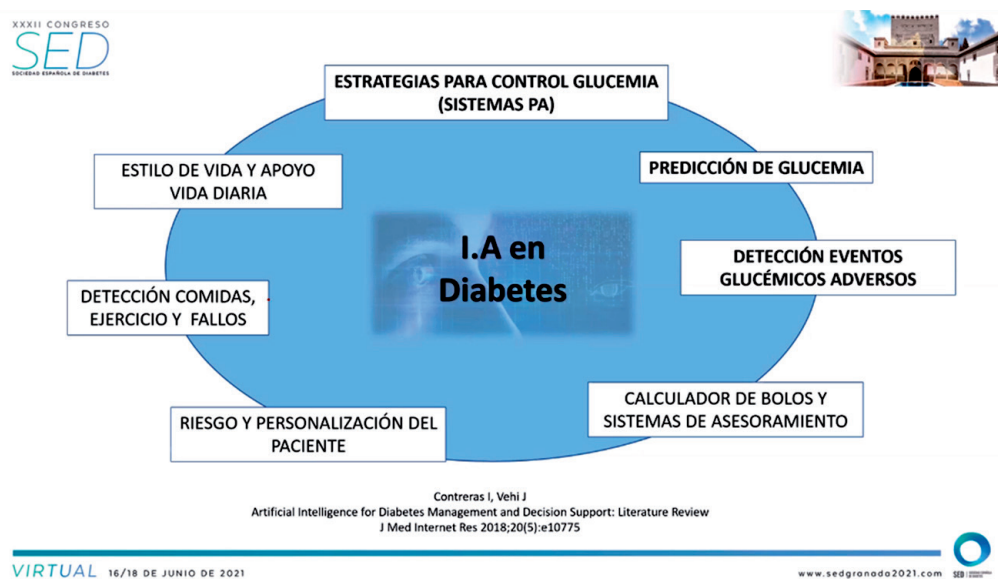 XXXII CONGRESO
SED
SOCIEDAD ESPAÑOLA DE DIABETES
ESTRATEGIAS PARA CONTROL GLUCEMIA
(SISTEMAS PA)
ESTILO DE VIDA Y APOYO
VIDA DIARIA
PREDICCIÓN DE GLUCEMIA
I.A en
Diabetes
DETECCIÓN EVENTOS
GLUCÉMICOS ADVERSOS
DETECCIÓN COMIDAS,
EJERCICIO Y FALLOS
CALCULADOR DE BOLOS Y
SISTEMAS DE ASESORAMIENTO
RIESGO Y PERSONALIZACIÓN DEL
PACIENTE
Contreras I, Vehi J
Artificial Intelligence for Diabetes Management and Decision Support: Literature Review
J Med Internet Res 2018;20(5):e10775
VIRTUAL 16/18 DE JUNIO DE 2021
www.sedgranada2021.com
SED